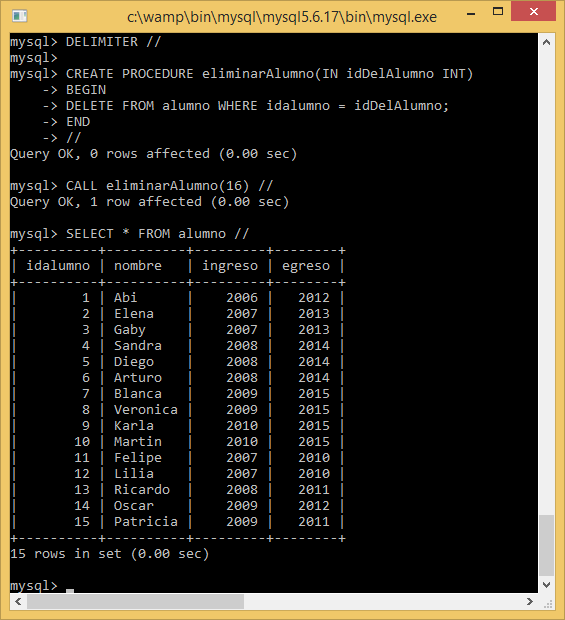 c:\wamp\bin\mysql\mysql5.6.17\bin\mysql.exe
mysql> DELIMITER //
mysql>
mysql> CREATE PROCEDURE eliminarAlumno(IN idDelAlumno INT)
    -> BEGIN
    -> DELETE FROM alumno WHERE idalumno = idDelAlumno;
    -> END
    -> //
Query OK, 0 rows affected (0.00 sec)

mysql> CALL eliminarAlumno(16) //
Query OK, 1 row affected (0.00 sec)

mysql> SELECT * FROM alumno //
+----------+----------+---------+--------+
| idalumno | nombre   | ingreso | egreso |
+----------+----------+---------+--------+
|        1 | Abi      |    2006 |   2012 |
|        2 | Elena    |    2007 |   2013 |
|        3 | Gaby     |    2007 |   2013 |
|        4 | Sandra   |    2008 |   2014 |
|        5 | Diego    |    2008 |   2014 |
|        6 | Arturo   |    2008 |   2014 |
|        7 | Blanca   |    2009 |   2015 |
|        8 | Veronica |    2009 |   2015 |
|        9 | Karla    |    2010 |   2015 |
|       10 | Martin   |    2010 |   2015 |
|       11 | Felipe   |    2007 |   2010 |
|       12 | Lilia    |    2007 |   2010 |
|       13 | Ricardo  |    2008 |   2011 |
|       14 | Oscar    |    2009 |   2012 |
|       15 | Patricia |    2009 |   2011 |
+----------+----------+---------+--------+
15 rows in set (0.00 sec)

mysql> _